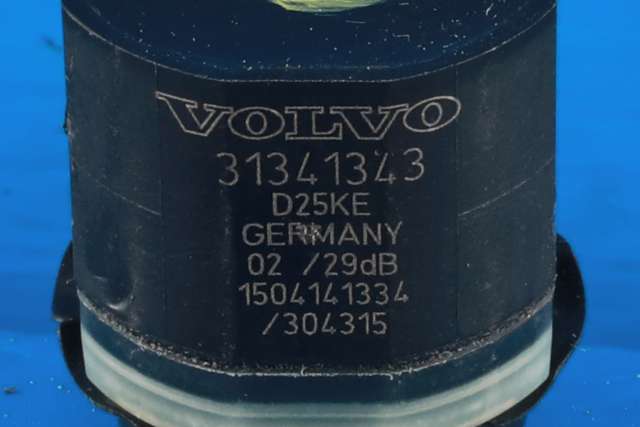 VOLVO
31341343
D25KE
GERMANY
02 /29dB
1504141334
/304315